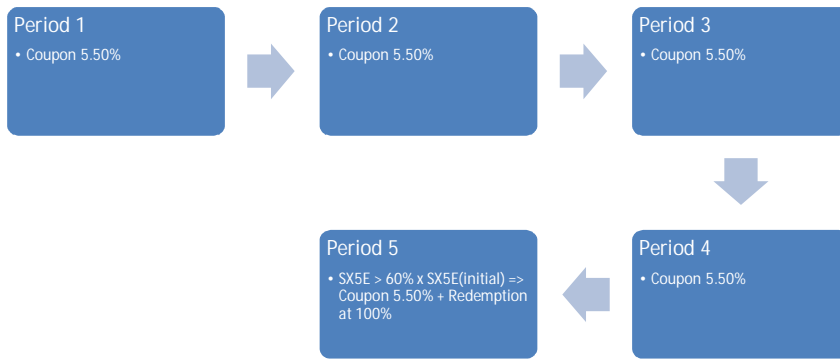 Period 1
• Coupon 5.50%
Period 2
• Coupon 5.50%
Period 3
• Coupon 5.50%
Period 4
• Coupon 5.50%
Period 5
• SX5E > 60% x SX5E(initial) =>
Coupon 5.50% + Redemption
at 100%